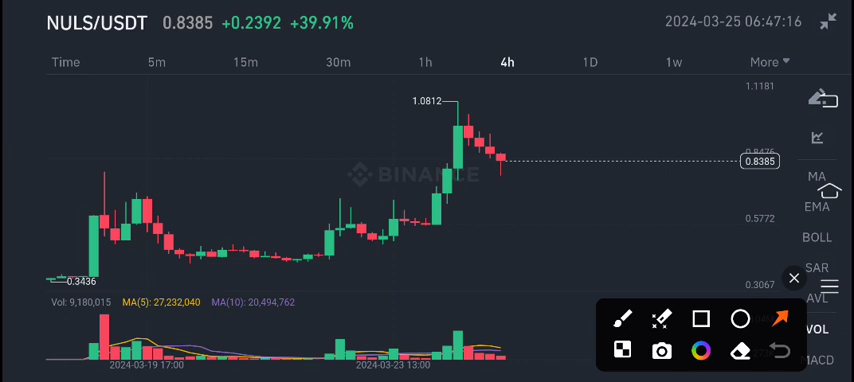 NULS/USDT 0.8385 +0.2392 +39.91% 2024-03-25 06:47:16
Time 5m 15m 30m 1h 4h 1D 1w More
1.1181
1.0812
0.8476
0.8385
BINANCE
MA
EMA
0.5772
BOLL
SAR
0.3436
0.3067
AVL
Vol: 9,180,015 MA(5): 27,232,040 MA(10): 20,494,762
VOL
MACD
2024-03-19 17:00 2024-03-23 13:00